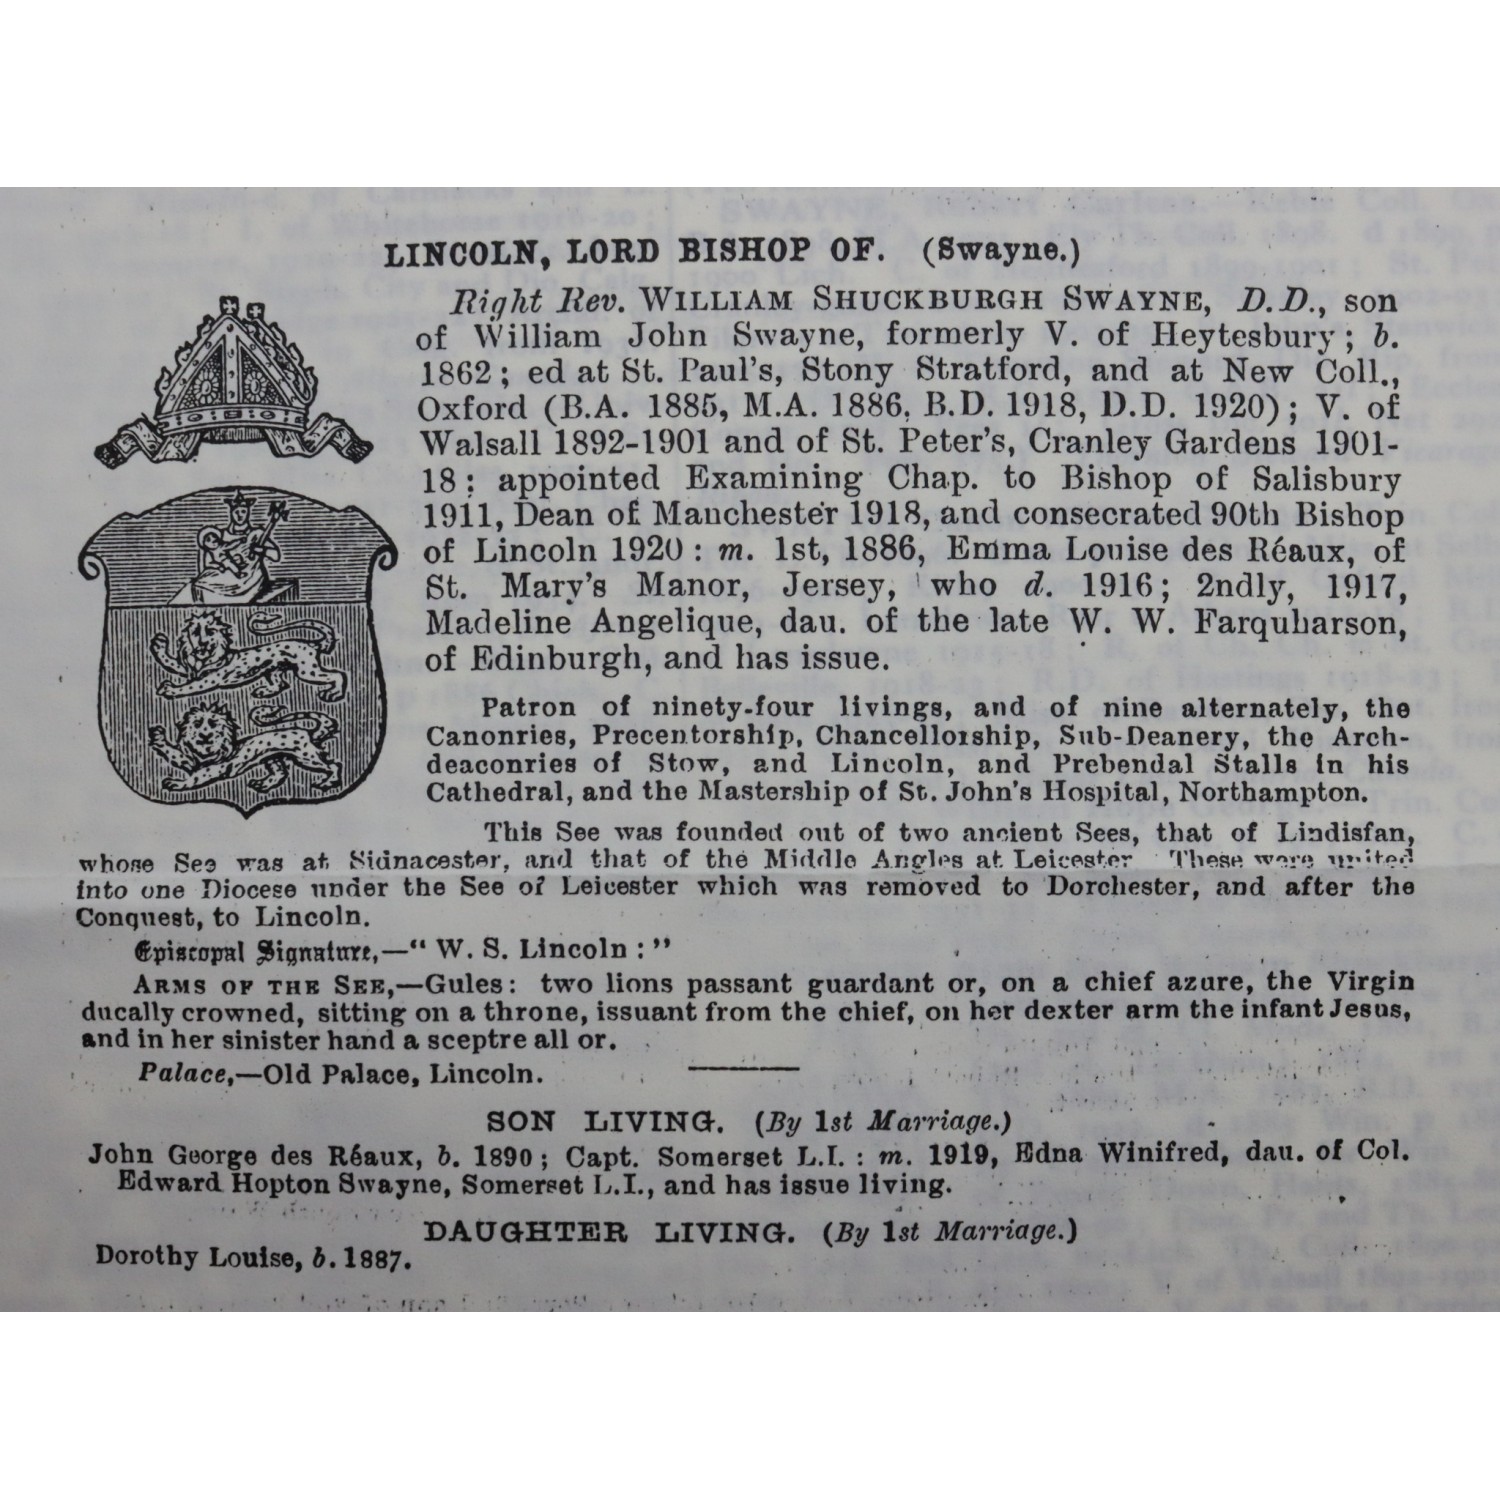 LINCOLN, LORD BISHOP OF. (Swayne.)
Right Rev. WILLIAM SHUCKBURGH SWAYNE, D.D., son
of William John Swayne, formerly V. of Heytesbury; b.
1862; ed at St. Paul's, Stony Stratford, and at New Coll.,
Oxford (B.A. 1885, M.A. 1886, B.D. 1918, D.D. 1920); V. of
Walsall 1892-1901 and of St. Peter's, Cranley Gardens 1901-
18; appointed Examining Chap. to Bishop of Salisbury
1911, Dean of Manchester 1918, and consecrated 90th Bishop
of Lincoln 1920: m. 1st, 1886, Emma Louise des Réaux, of
St. Mary's Manor, Jersey, who d. 1916; 2ndly, 1917,
Madeline Angelique, dau. of the late W. W. Farquharson,
of Edinburgh, and has issue.
Patron of ninety-four livings, and of nine alternately, the
Canonries, Precentorship, Chancellorship, Sub-Deanery, the Arch-
deaconries of Stow, and Lincoln, and Prebendal Stalls in his
Cathedral, and the Mastership of St. John's Hospital, Northampton.
This See was founded out of two ancient Sees, that of Lindisfan,
whose See was at Sidnacester, and that of the Middle Angles at Leicester These were united
into one Diocese under the See of Leicester which was removed to Dorchester, and after the
Conquest, to Lincoln.
Episcopal Signature,—" W. S. Lincoln : "
ARMS OF THE SEE,—Gules: two lions passant guardant or, on a chief azure, the Virgin
ducally crowned, sitting on a throne, issuant from the chief, on her dexter arm the infant Jesus,
and in her sinister hand a sceptre all or.
Palace,—Old Palace, Lincoln.
SON LIVING. (By 1st Marriage.)
John George des Réaux, b. 1890; Capt. Somerset L.I.: m. 1919, Edna Winifred, dau. of Col.
Edward Hopton Swayne, Somerset L.I., and has issue living.
DAUGHTER LIVING. (By 1st Marriage.)
Dorothy Louise, b. 1887.